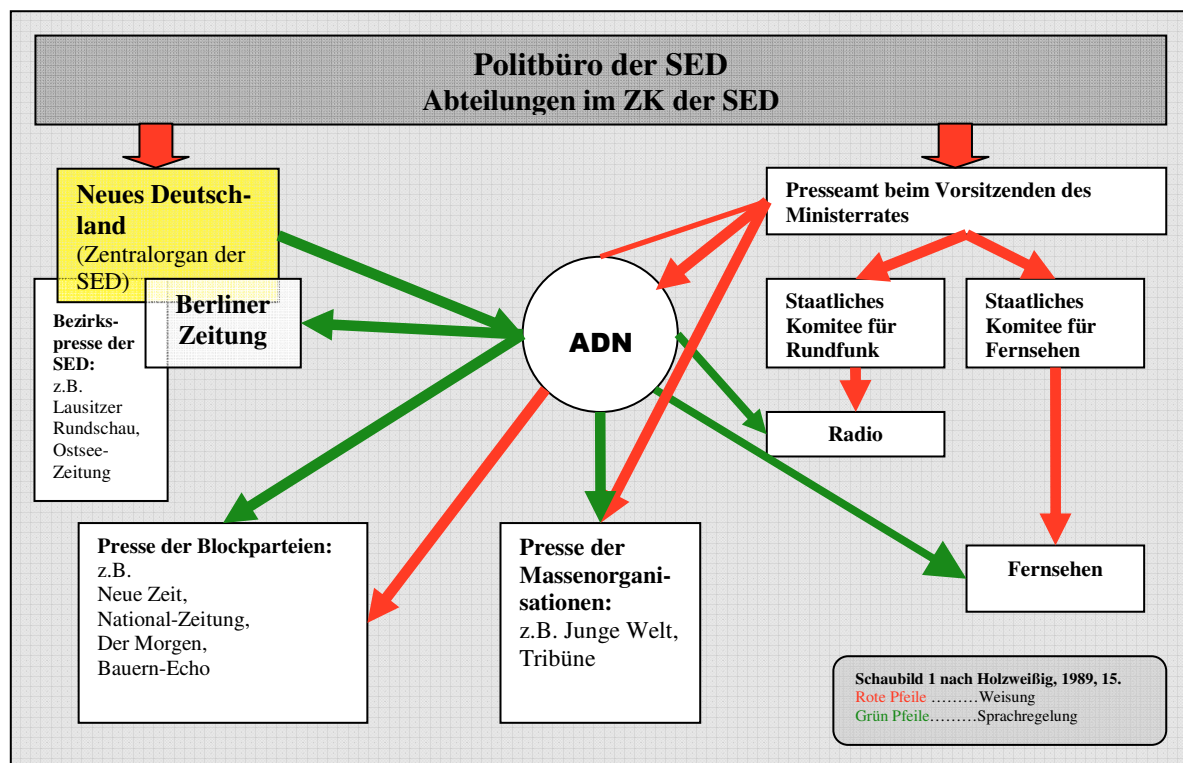 Politbüro der SED
Abteilungen im ZK der SED
Neues Deutsch-
land
(Zentralorgan der
SED)
Berliner
Zeitung
Bezirks-
presse der
SED:
z.B.
Lausitzer
Rundschau,
Ostsee-
Zeitung
ADN
Presseamt beim Vorsitzenden des
Ministerrates
Staatliches
Komitee für
Rundfunk
Staatliches
Komitee für
Fernsehen
Radio
Fernsehen
Presse der Blockparteien:
z.B.
Neue Zeit,
National-Zeitung,
Der Morgen,
Bauern-Echo
Presse der
Massenorgani-
sationen:
z.B. Junge Welt,
Tribüne
Schaubild 1 nach Holzweißig, 1989, 15.
Rote Pfeile ………Weisung
Grün Pfeile………Sprachregelung